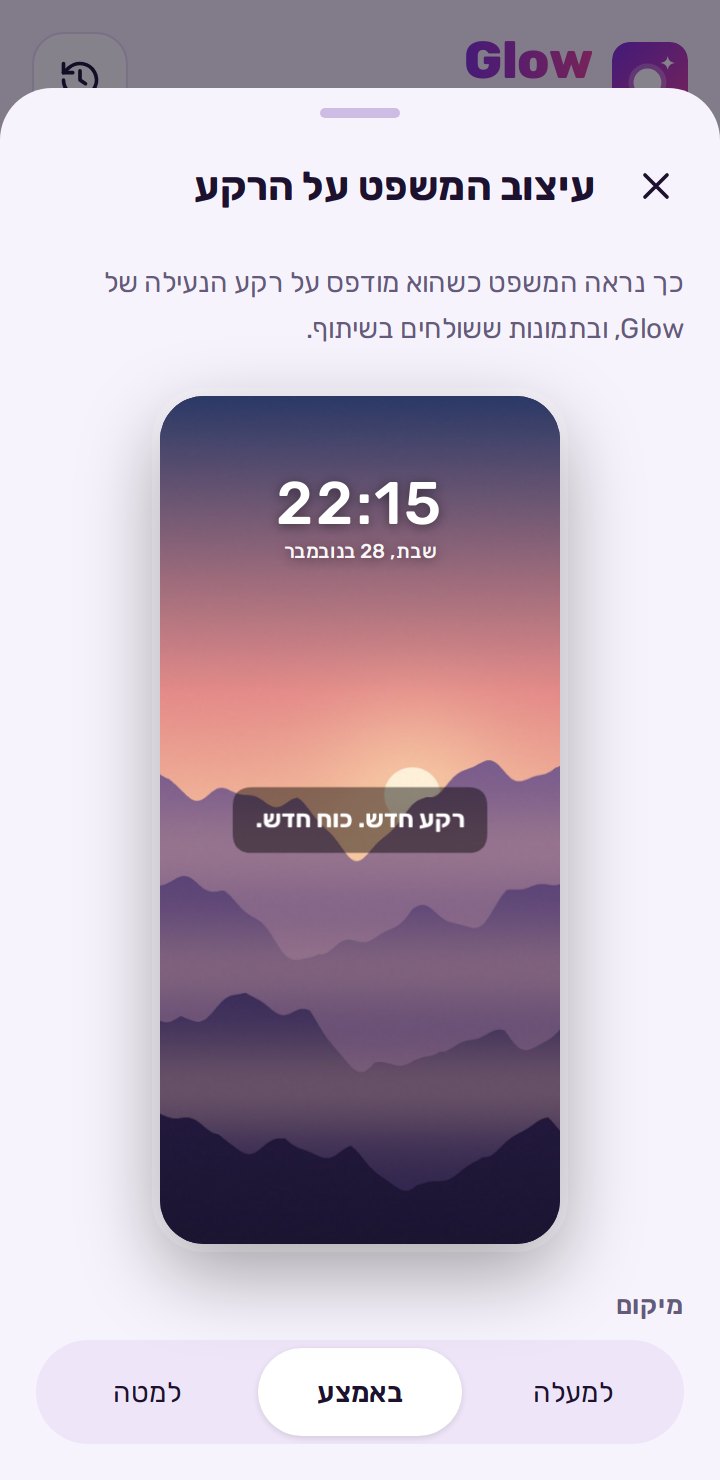 Glow
עיצוב המשפט על הרקע
כך נראה המשפט כשהוא מודפס על רקע הנעילה של
Glow, ובתמונות ששולחים בשיתוף.
22:15
שבת, 28 בנובמבר
רקע חדש. כוח חדש.
מיקום
למעלה
באמצע
למטה